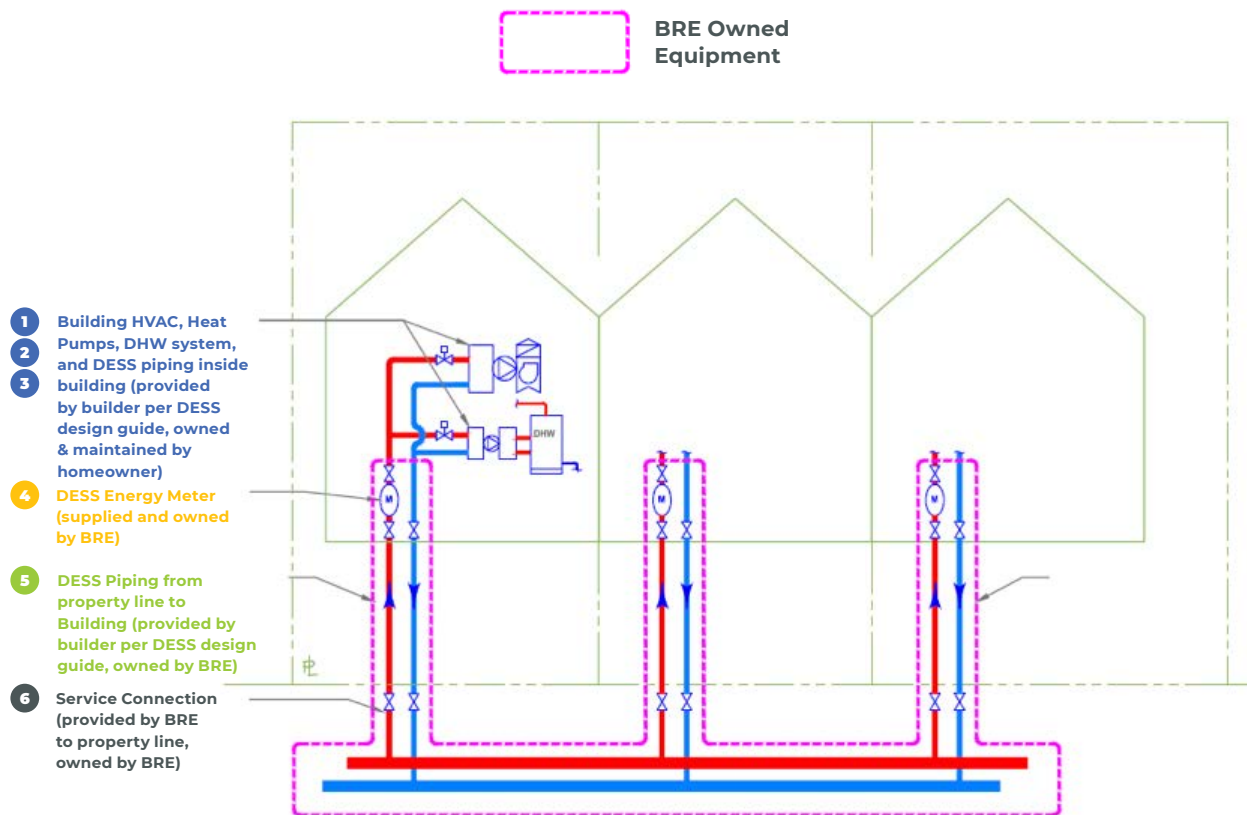 BRE Owned
Equipment
1
Building HVAC, Heat
2
Pumps, DHW system,
and DESS piping inside
3
building (provided
by builder per DESS
design guide, owned
& maintained by
homeowner)
4
DESS Energy Meter
(supplied and owned
by BRE)
5
DESS Piping from
property line to
Building (provided by
builder per DESS design
guide, owned by BRE)
6
Service Connection
(provided by BRE
to property line,
owned by BRE)
DHW
M
M
M
PL